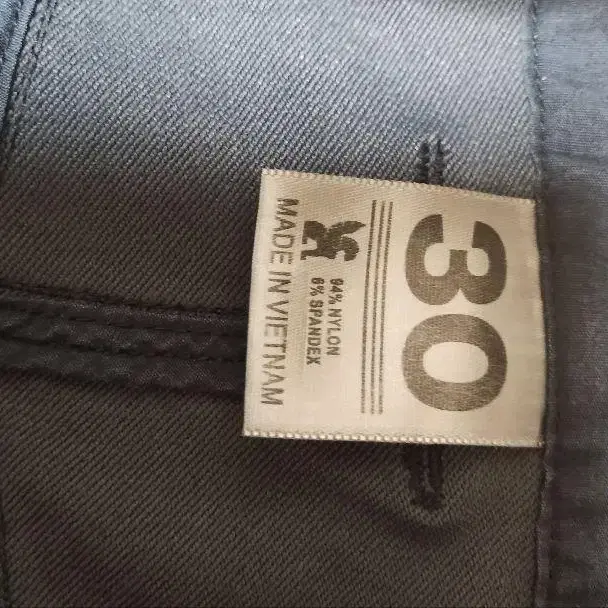 30
94% NYLON
6% SPANDEX
MADE IN VIETNAM